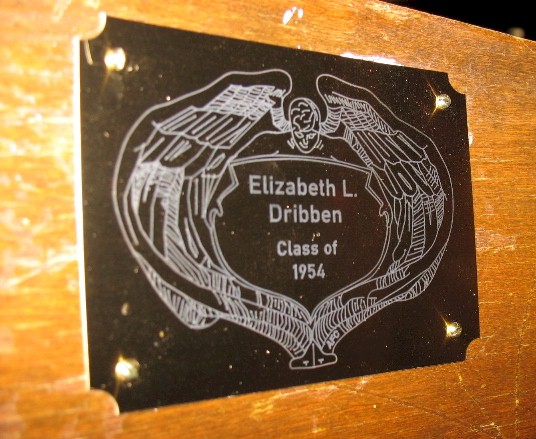 Elizabeth L.
Dribben
Class of
1954